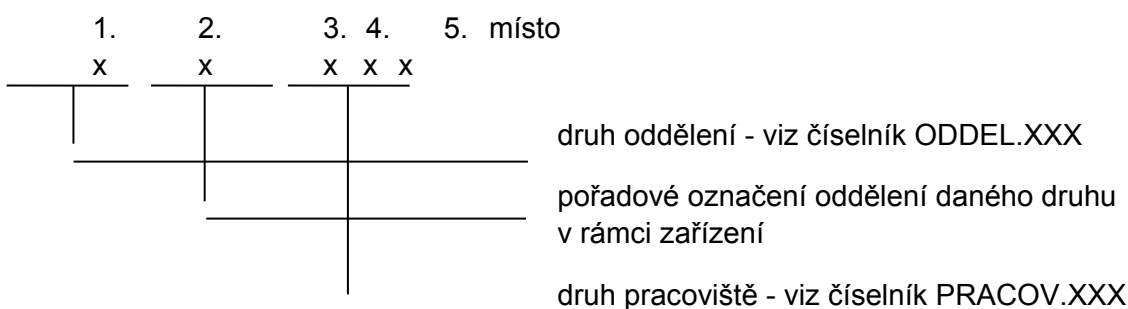 1. 2. 3. 4. 5. místo
x x x x x
druh oddělení - viz číselník ODDEL.XXX
pořadové označení oddělení daného druhu
v rámci zařízení
druh pracoviště - viz číselník PRACOV.XXX